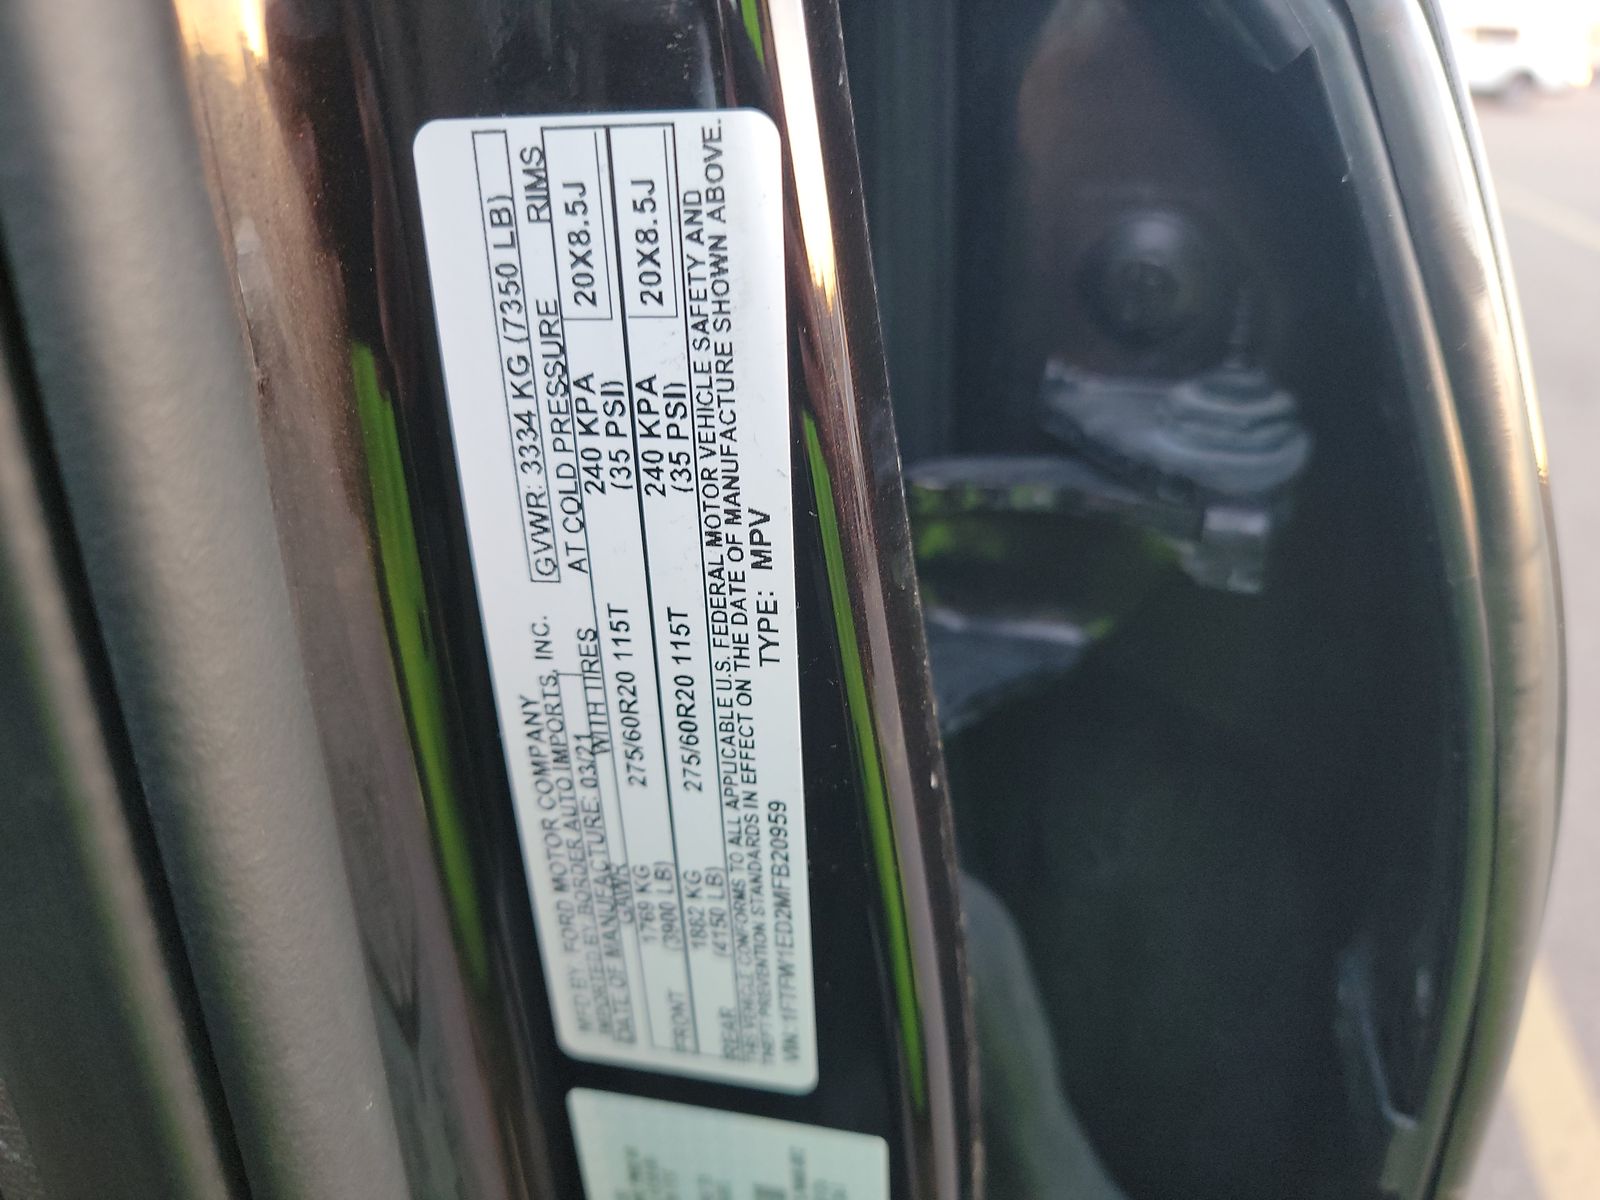 MFD BY FORD MOTOR COMPANY
IMPORTED BY BORDER AUTO IMPORTS, INC.
DATE OF MANUFACTURE: 03/21
GVWR: 3334 KG (7350 LB)
GAWR WITH TIRES AT COLD PRESSURE RIMS
FRONT 1769 KG 275/60R20 115T 240 KPA 20X8.5J
(3900 LB) (35 PSI)
REAR 1882 KG 275/60R20 115T 240 KPA 20X8.5J
(4150 LB) (35 PSI)
THIS VEHICLE CONFORMS TO ALL APPLICABLE U.S. FEDERAL MOTOR VEHICLE SAFETY AND
THEFT PREVENTION STANDARDS IN EFFECT ON THE DATE OF MANUFACTURE SHOWN ABOVE.
VIN: 1FTFW1ED2MFB20959 TYPE: MPV